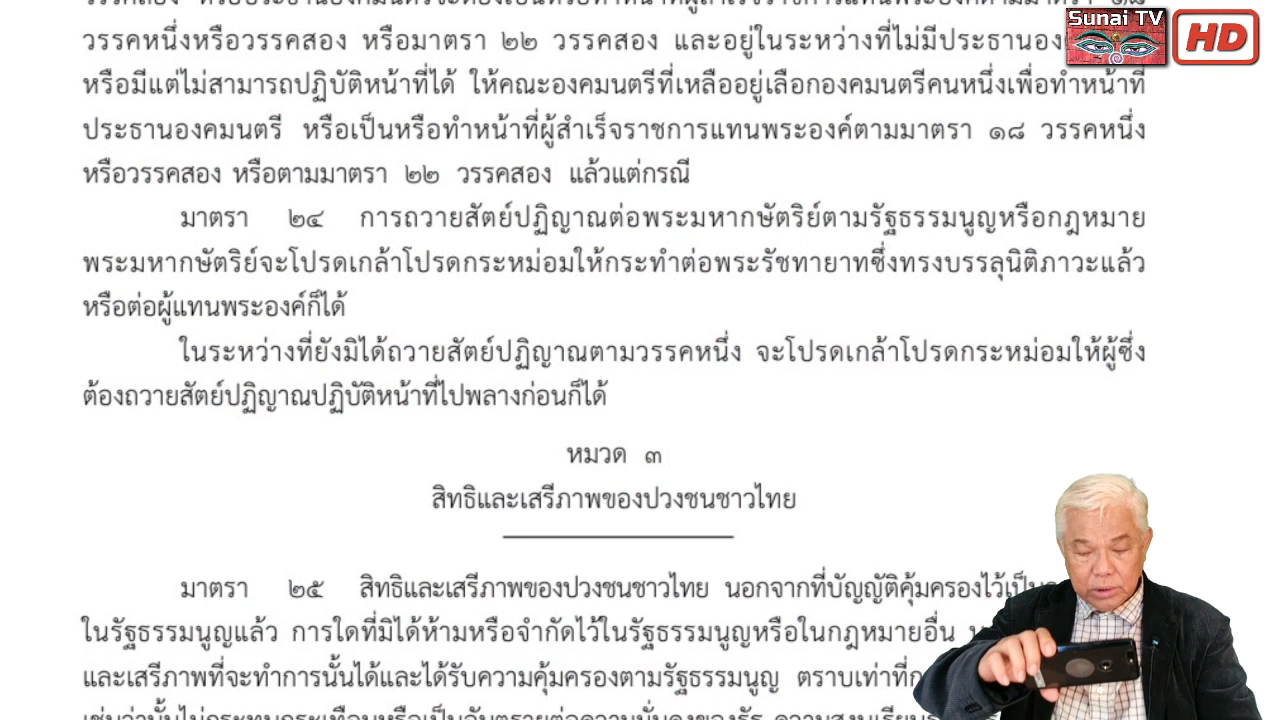 วรรคหนึ่งหรือวรรคสอง หรือมาตรา ๒๒ วรรคสอง และอยู่ในระหว่างที่ไม่มีประธานอง
หรือมีแต่ไม่สามารถปฏิบัติหน้าที่ได้ ให้คณะองคมนตรีที่เหลืออยู่เลือกองคมนตรีคนหนึ่งเพื่อทำหน้าที่
ประธานองคมนตรี หรือเป็นหรือทำหน้าที่ผู้สำเร็จราชการแทนพระองค์ตามมาตรา ๑๘ วรรคหนึ่ง
หรือวรรคสอง หรือตามมาตรา ๒๒ วรรคสอง แล้วแต่กรณี
มาตรา ๒๔ การถวายสัตย์ปฏิญาณต่อพระมหากษัตริย์ตามรัฐธรรมนูญหรือกฎหมาย
พระมหากษัตริย์จะโปรดเกล้าโปรดกระหม่อมให้กระทำต่อพระรัชทายาทซึ่งทรงบรรลุนิติภาวะแล้ว
หรือต่อผู้แทนพระองค์ก็ได้
ในระหว่างที่ยังมิได้ถวายสัตย์ปฏิญาณตามวรรคหนึ่ง จะโปรดเกล้าโปรดกระหม่อมให้ผู้ซึ่ง
ต้องถวายสัตย์ปฏิญาณปฏิบัติหน้าที่ไปพลางก่อนก็ได้
หมวด ๓
สิทธิและเสรีภาพของปวงชนชาวไทย
มาตรา ๒๕ สิทธิและเสรีภาพของปวงชนชาวไทย นอกจากที่บัญญัติคุ้มครองไว้เป็น
ในรัฐธรรมนูญแล้ว การใดที่มิได้ห้ามหรือจำกัดไว้ในรัฐธรรมนูญหรือในกฎหมายอื่น
และเสรีภาพที่จะทำการนั้นได้และได้รับความคุ้มครองตามรัฐธรรมนูญ ตราบเท่าที่
Sunai TV
HD